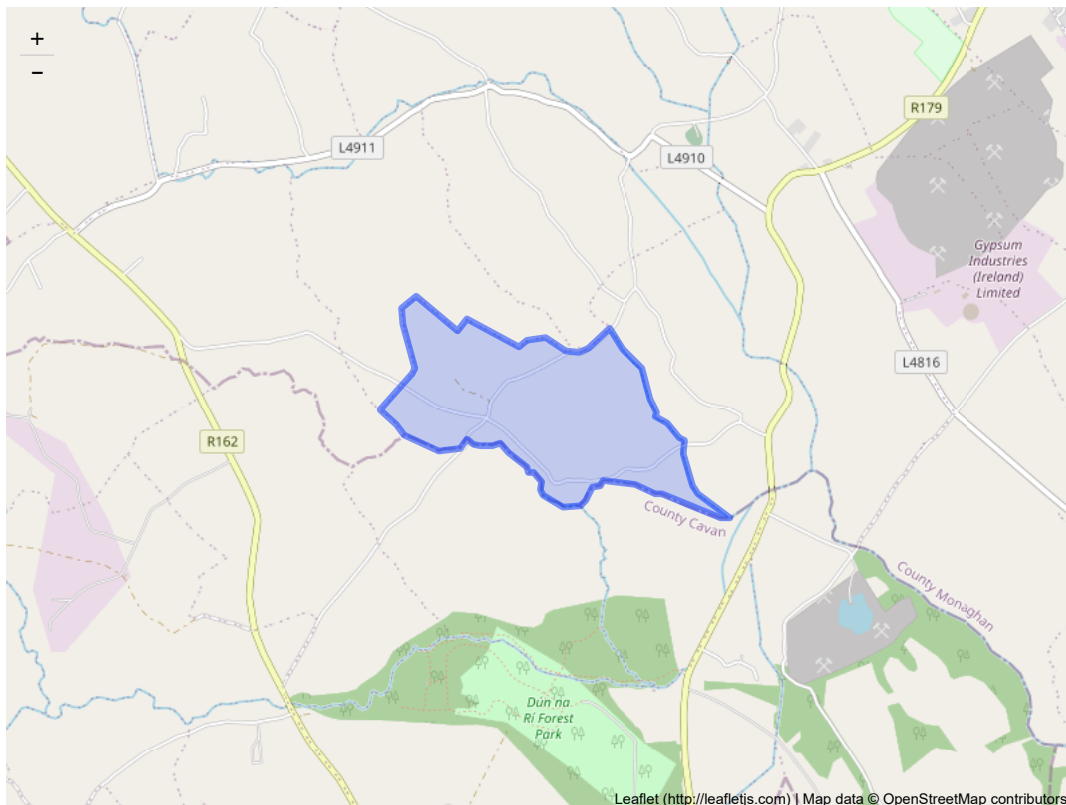 +
−
R179
L4911
L4910
Gypsum
Industries
(Ireland)
Limited
L4816
R162
County Cavan
County Monaghan
Dún na
Rí Forest
Park
Leaflet (http://leafletjs.com) | Map data © OpenStreetMap contributors